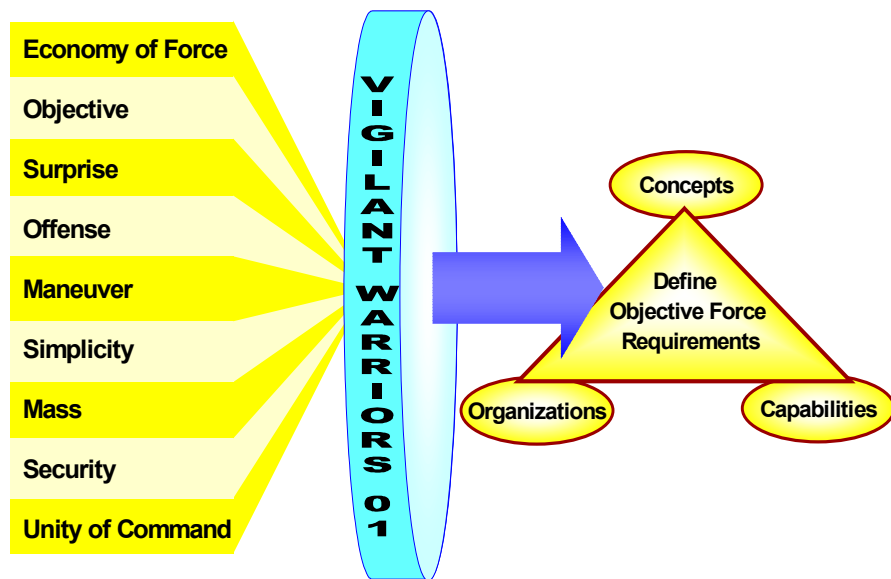 Economy of Force
Objective
Surprise
Offense
Maneuver
Simplicity
Mass
Security
Unity of Command
VIGILANT WARRIORS 01
Concepts
Define
Objective Force
Requirements
Organizations
Capabilities